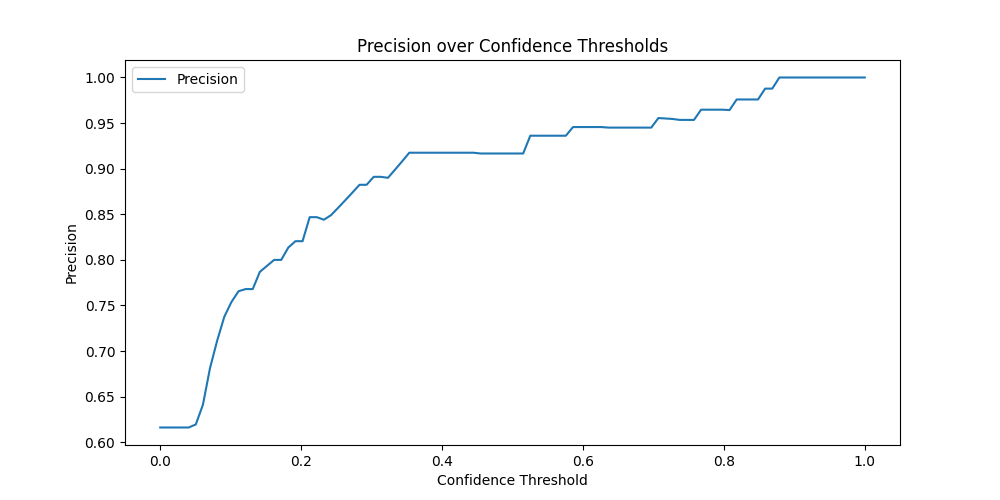 Precision over Confidence Thresholds
Precision
1.00
0.95
0.90
0.85
0.80
0.75
0.70
0.65
0.60
Precision
0.0 0.2 0.4 0.6 0.8 1.0
Confidence Threshold